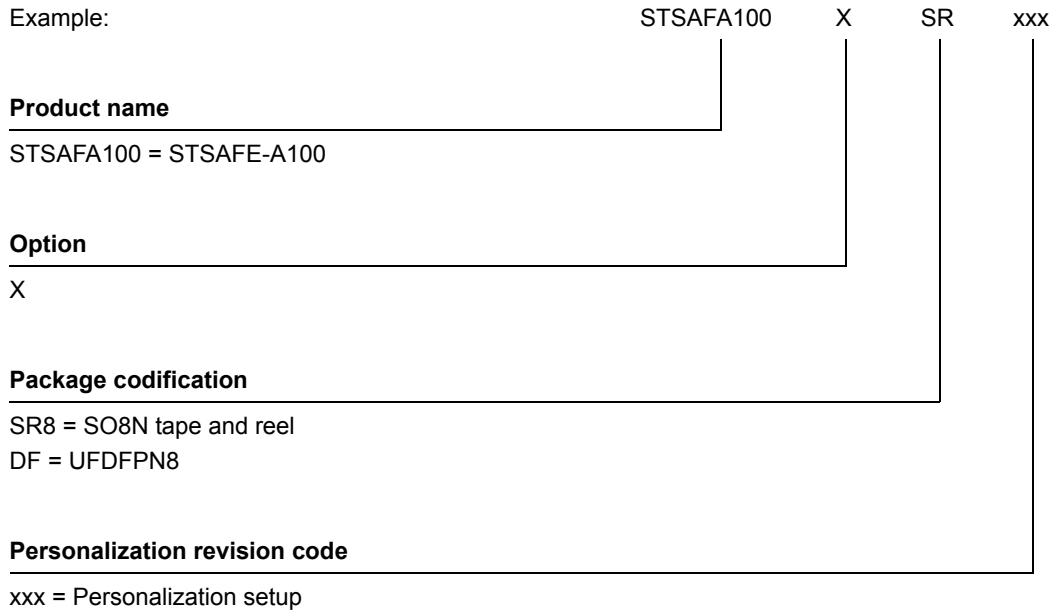 Example: STSAFA100 X SR xxx
Product name
STSAFA100 = STSAFE-A100
Option
X
Package codification
SR8 = SO8N tape and reel
DF = UFDFPN8
Personalization revision code
xxx = Personalization setup